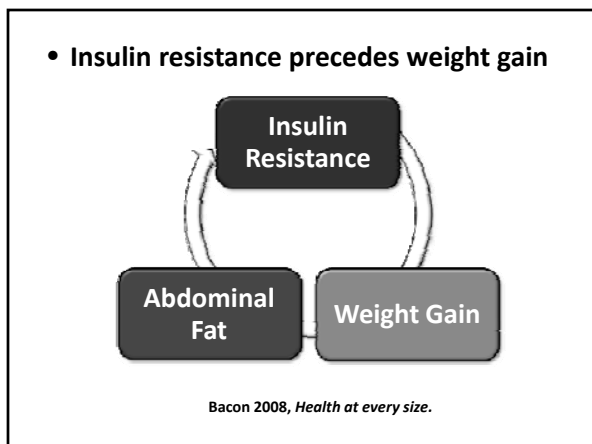 • Insulin resistance precedes weight gain
Insulin
Resistance
Abdominal
Fat
Weight Gain
Bacon 2008, Health at every size.